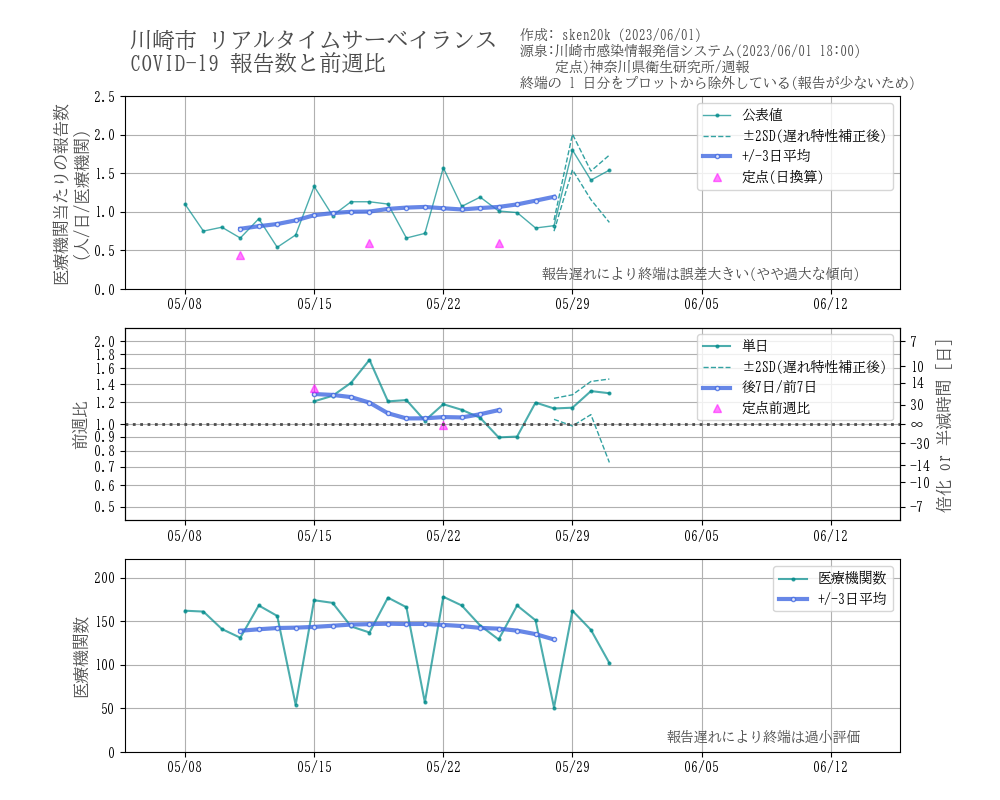 川崎市 リアルタイムサーベイランス
COVID-19 報告数と前週比
作成: sken20k (2023/06/01)
源泉:川崎市感染情報発信システム(2023/06/01 18:00)
定点)神奈川県衛生研究所/週報
終端の 1 日分をプロットから除外している(報告が少ないため)
医療機関当たりの報告数
(人/日/医療機関)
2.5
2.0
1.5
1.0
0.5
0.0
公表値
±2SD(遅れ特性補正後)
+/-3日平均
定点(日換算)
報告遅れにより終端は誤差大きい(やや過大な傾向)
05/08 05/15 05/22 05/29 06/05 06/12
前週比
2.0
1.8
1.6
1.4
1.2
1.0
0.9
0.8
0.7
0.6
0.5
単日
±2SD(遅れ特性補正後)
後7日/前7日
定点前週比
7
10
14
30
∞
-30
-14
-10
-7
倍化 or 半減時間 [日]
05/08 05/15 05/22 05/29 06/05 06/12
医療機関数
200
150
100
50
0
医療機関数
+/-3日平均
報告遅れにより終端は過小評価
05/08 05/15 05/22 05/29 06/05 06/12